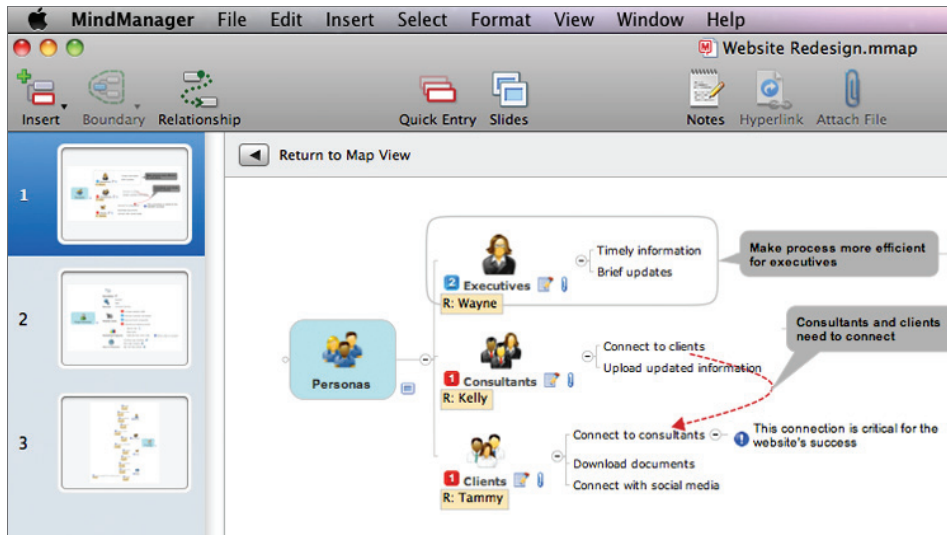 MindManager File Edit Insert Select Format View Window Help
Website Redesign.mmap
Insert Boundary Relationship Quick Entry Slides Notes Hyperlink Attach File
1
Return to Map View
Timely information
Brief updates
Make process more efficient
for executives
2 Executives
R: Wayne
2
Consultants and clients
need to connect
Personas
Connect to clients
Upload updated information
1 Consultants
R: Kelly
3
Connect to consultants
This connection is critical for the
website's success
Download documents
Connect with social media
1 Clients
R: Tammy